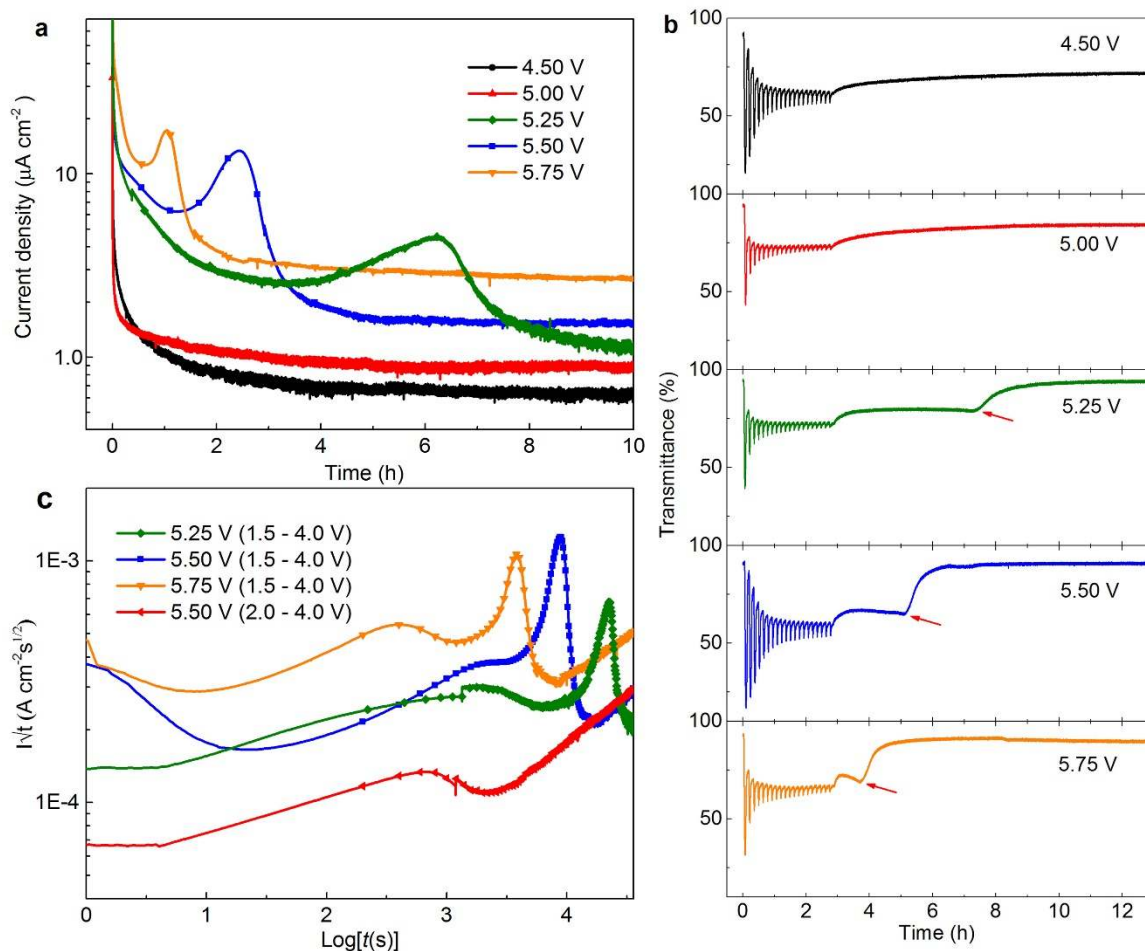 a
Current density (µA cm⁻²)
10
1.0
4.50 V
5.00 V
5.25 V
5.50 V
5.75 V
0 2 4 6 8 10
Time (h)
b
Transmittance (%)
100
4.50 V
50
100
5.00 V
50
100
5.25 V
50
100
5.50 V
50
100
5.75 V
50
0 2 4 6 8 10 12
Time (h)
c
I√t (A cm⁻²s^1/2)
1E-3
1E-4
5.25 V (1.5 - 4.0 V)
5.50 V (1.5 - 4.0 V)
5.75 V (1.5 - 4.0 V)
5.50 V (2.0 - 4.0 V)
0 1 2 3 4
Log[t(s)]